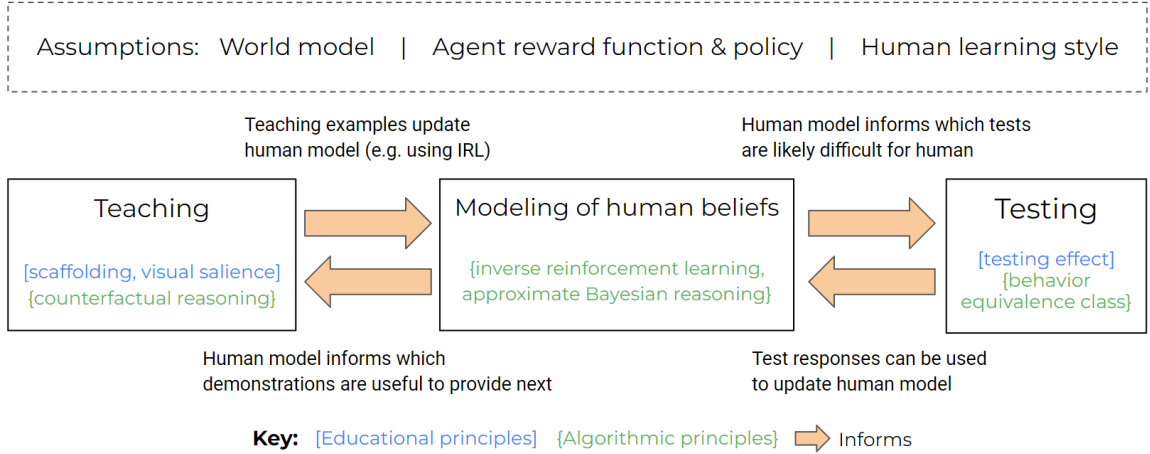 Assumptions: World model | Agent reward function & policy | Human learning style
Teaching examples update
human model (e.g. using IRL)
Human model informs which tests
are likely difficult for human
Teaching
[scaffolding, visual salience]
{counterfactual reasoning}
Modeling of human beliefs
{inverse reinforcement learning,
approximate Bayesian reasoning}
Testing
[testing effect]
{behavior
equivalence class}
Human model informs which
demonstrations are useful to provide next
Test responses can be used
to update human model
Key: [Educational principles] {Algorithmic principles} Informs